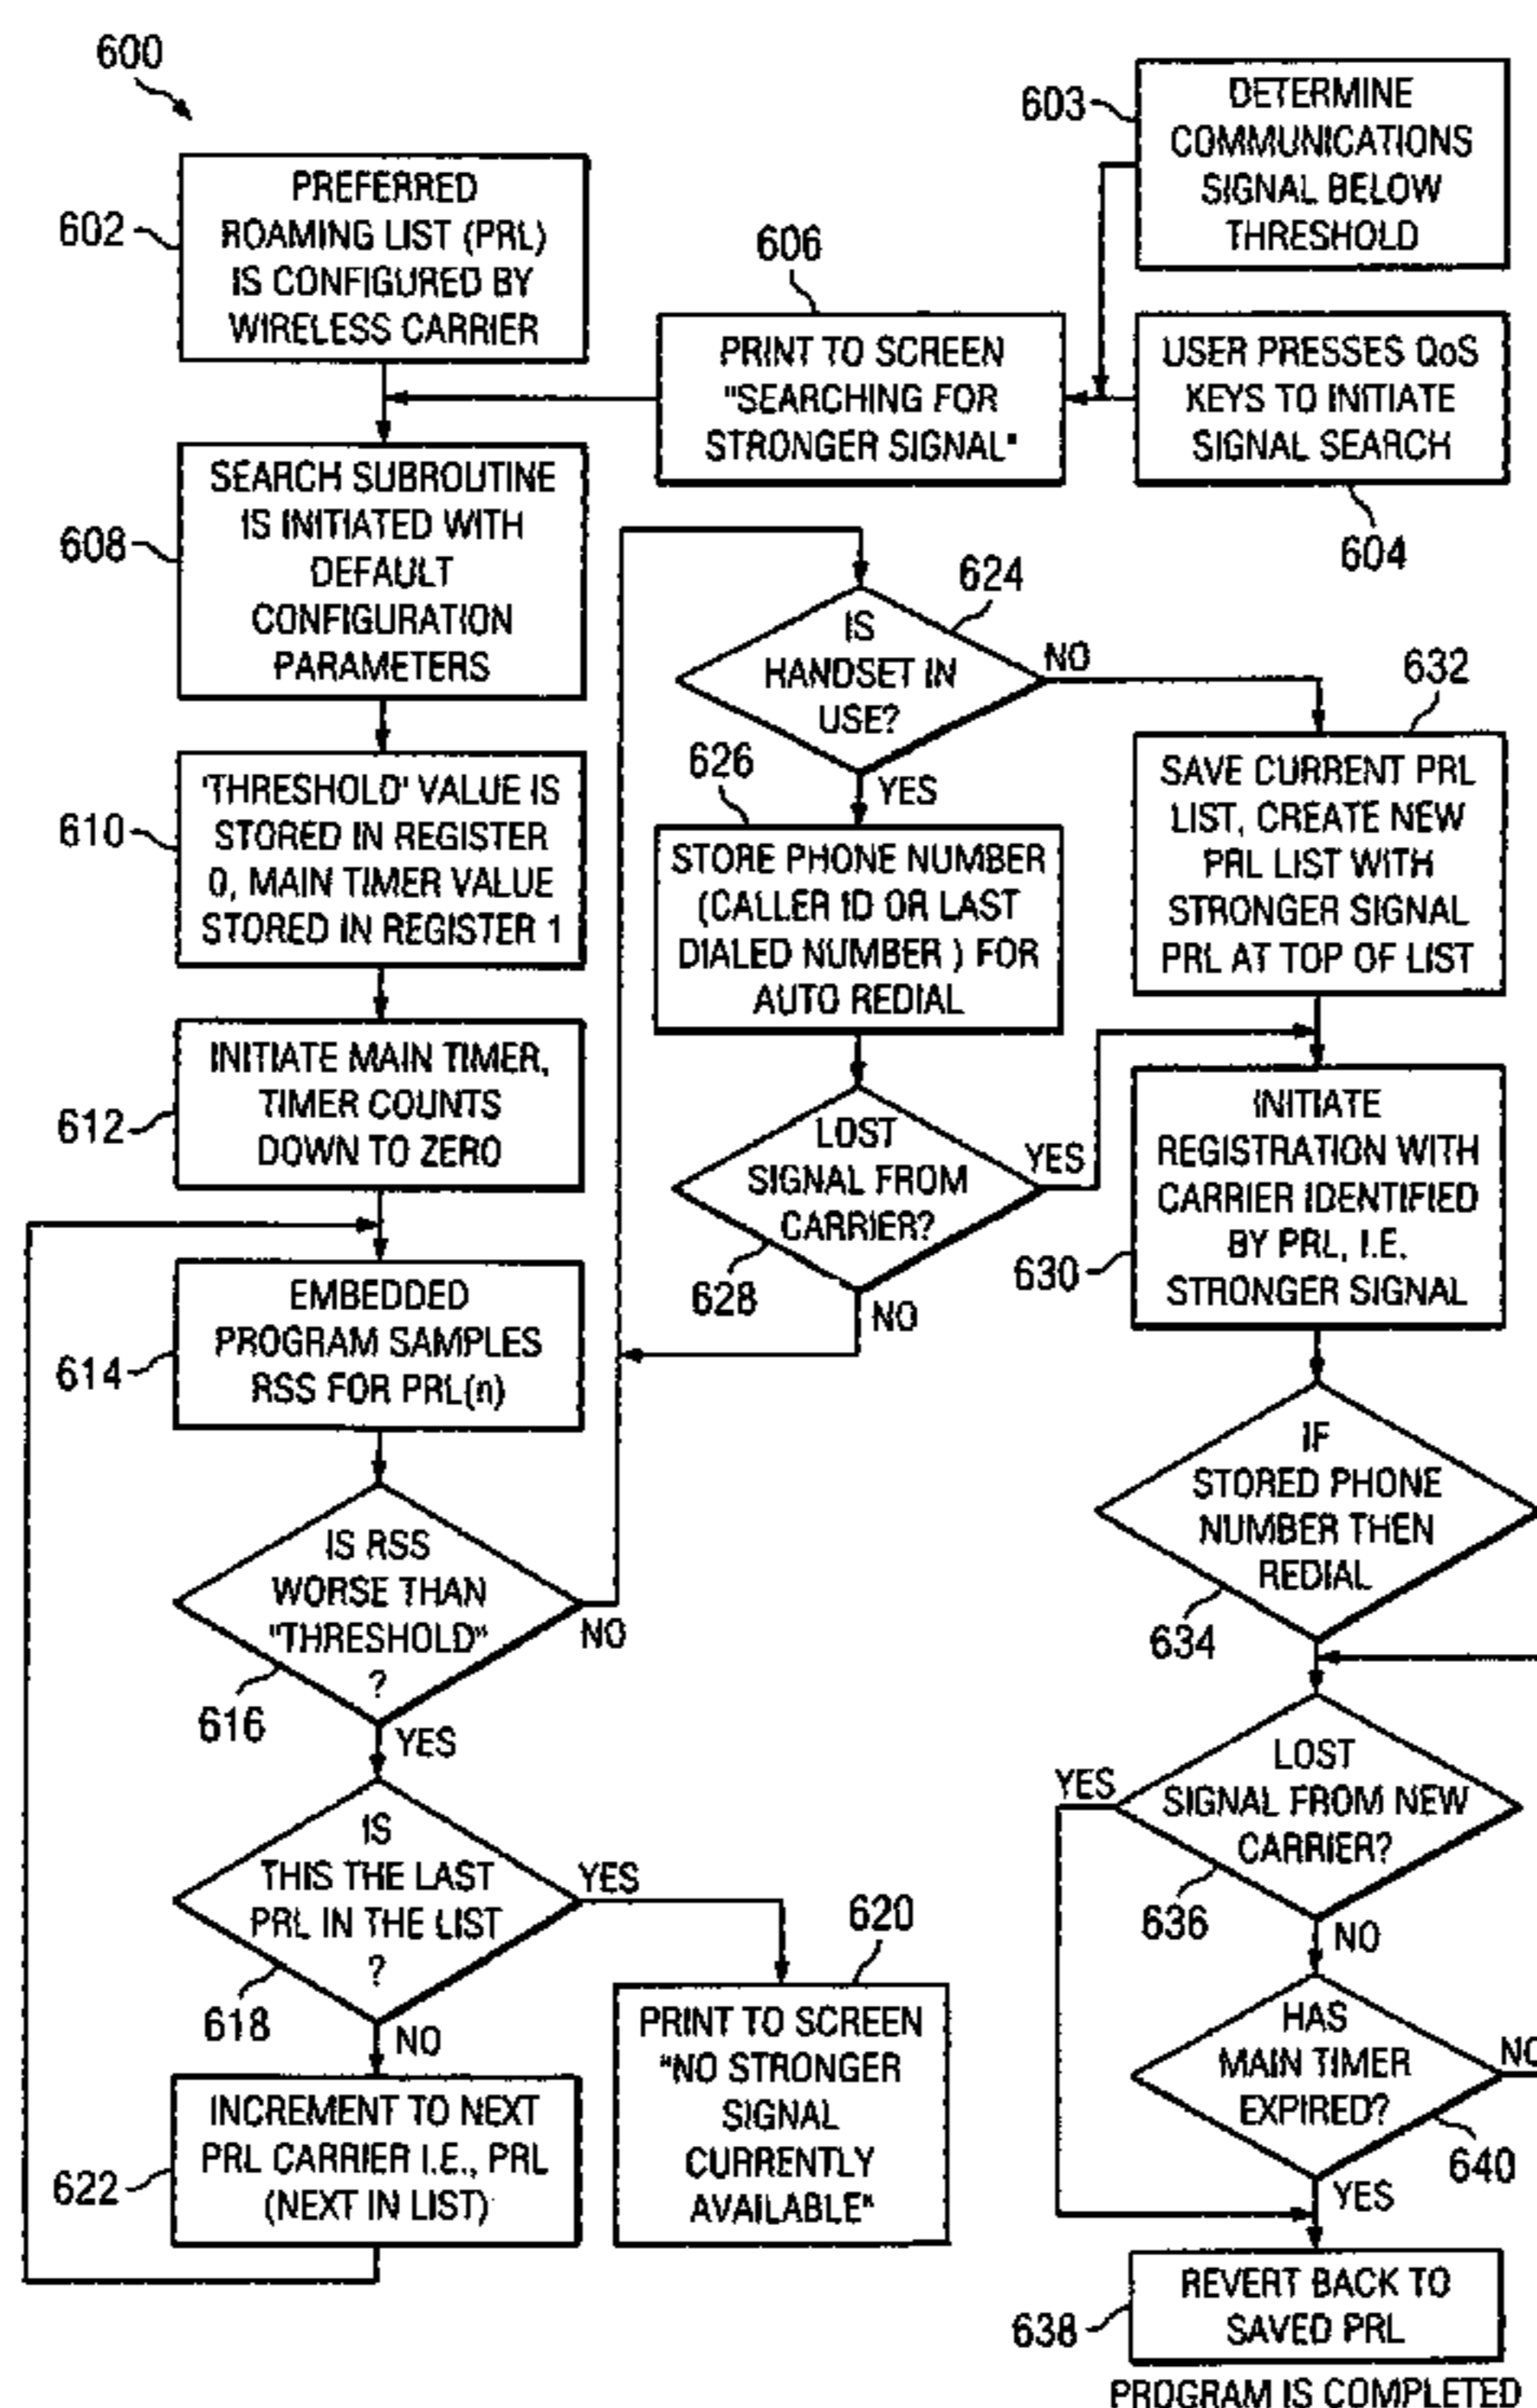 600
602
PREFERRED
ROAMING LIST (PRL)
IS CONFIGURED BY
WIRELESS CARRIER
603
DETERMINE
COMMUNICATIONS
SIGNAL BELOW
THRESHOLD
604
USER PRESSES QoS
KEYS TO INITIATE
SIGNAL SEARCH
606
PRINT TO SCREEN
"SEARCHING FOR
STRONGER SIGNAL"
608
SEARCH SUBROUTINE
IS INITIATED WITH
DEFAULT
CONFIGURATION
PARAMETERS
610
'THRESHOLD' VALUE IS
STORED IN REGISTER
0, MAIN TIMER VALUE
STORED IN REGISTER 1
612
INITIATE MAIN TIMER,
TIMER COUNTS
DOWN TO ZERO
614
EMBEDDED
PROGRAM SAMPLES
RSS FOR PRL(n)
616
IS RSS
WORSE THAN
"THRESHOLD"
?
NO
YES
618
IS
THIS THE LAST
PRL IN THE LIST
?
YES
NO
620
PRINT TO SCREEN
"NO STRONGER
SIGNAL
CURRENTLY
AVAILABLE"
622
INCREMENT TO NEXT
PRL CARRIER I.E., PRL
(NEXT IN LIST)
624
IS
HANDSET IN
USE?
NO
YES
626
STORE PHONE NUMBER
(CALLER ID OR LAST
DIALED NUMBER ) FOR
AUTO REDIAL
628
LOST
SIGNAL FROM
CARRIER?
YES
NO
632
SAVE CURRENT PRL
LIST, CREATE NEW
PRL LIST WITH
STRONGER SIGNAL
PRL AT TOP OF LIST
630
INITIATE
REGISTRATION WITH
CARRIER IDENTIFIED
BY PRL, I.E.
STRONGER SIGNAL
634
IF
STORED PHONE
NUMBER THEN
REDIAL
636
LOST
SIGNAL FROM NEW
CARRIER?
YES
NO
640
HAS
MAIN TIMER
EXPIRED?
NO
YES
638
REVERT BACK TO
SAVED PRL
PROGRAM IS COMPLETED